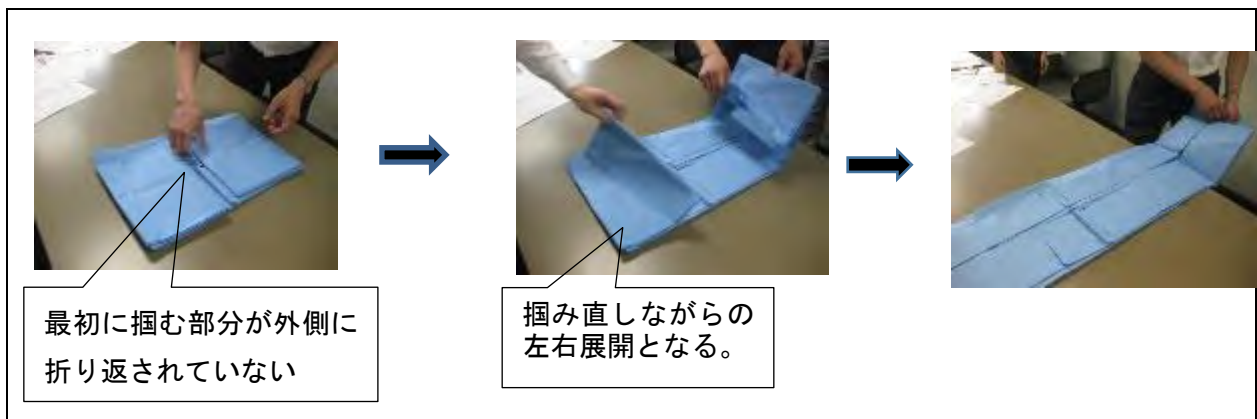 最初に掴む部分が外側に
折り返されていない
掴み直しながらの
左右展開となる。